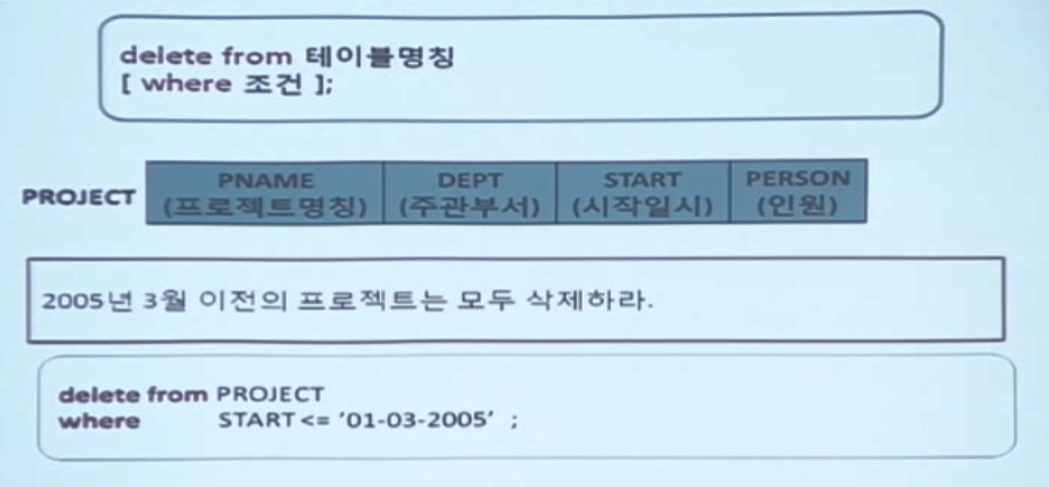 delete from 테이블명칭
[ where 조건 ];
PROJECT
PNAME DEPT START PERSON
(프로젝트명칭) (주관부서) (시작일시) (인원)
2005년 3월 이전의 프로젝트는 모두 삭제하라.
delete from PROJECT
where START <= '01-03-2005' ;